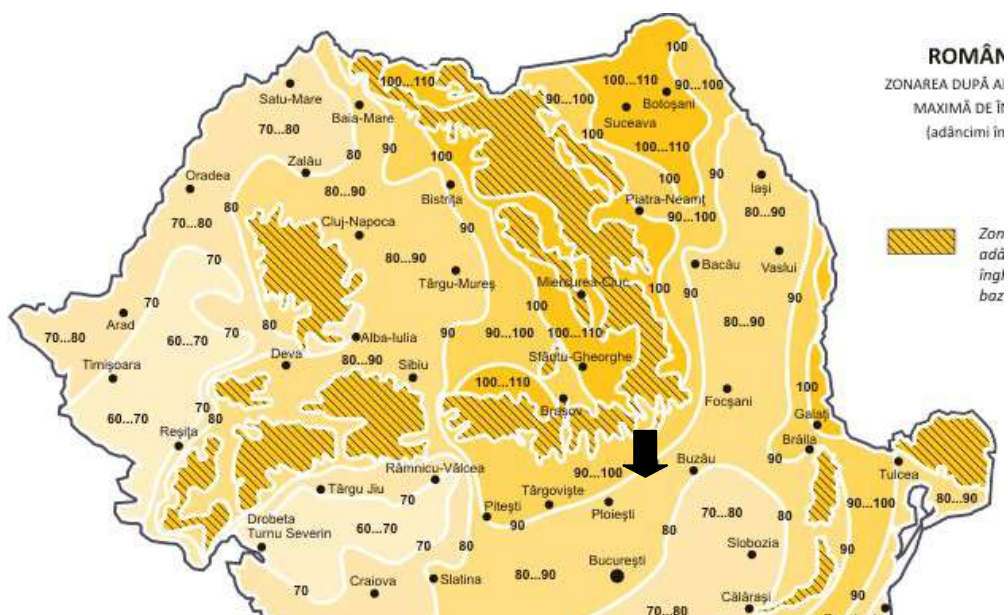 ROMÂN
ZONAREA DUPĂ A
MAXIMĂ DE Î
(adâncimi în
Zon
adâ
îngh
baz
100
100...110
100...110
90...100
90...100
Satu-Mare
Botoșani
Baia-Mare
Suceava
70...80
80
90
100
100
100...110
90
Zalău
Oradea
Iași
80
80...90
Bistrița
100
Piatra-Neamț
80...90
90...100
70...80
Cluj-Napoca
90
80...90
70
Târgu-Mureș
Bacău
Vaslui
Miercurea-Ciuc
100
90
90
70
100
Arad
70...80
60...70
70
80
Alba-Iulia
90
90...100
100...110
80...90
Timișoara
Deva
80...90
Sibiu
Sfântu-Gheorghe
100...110
100
60...70
70
Brașov
Focșani
Galați
Reșița
80
Brăila
Râmnicu-Vâlcea
90...100
Buzău
90
Tulcea
Târgu Jiu
70
Târgoviște
80...90
90...100
Pitești
90
Ploiești
70...80
80
Drobeta
Turnu Severin
60...70
80
70
80
București
Slobozia
90
70
Craiova
Slatina
80...90
Călărași
90
70...80